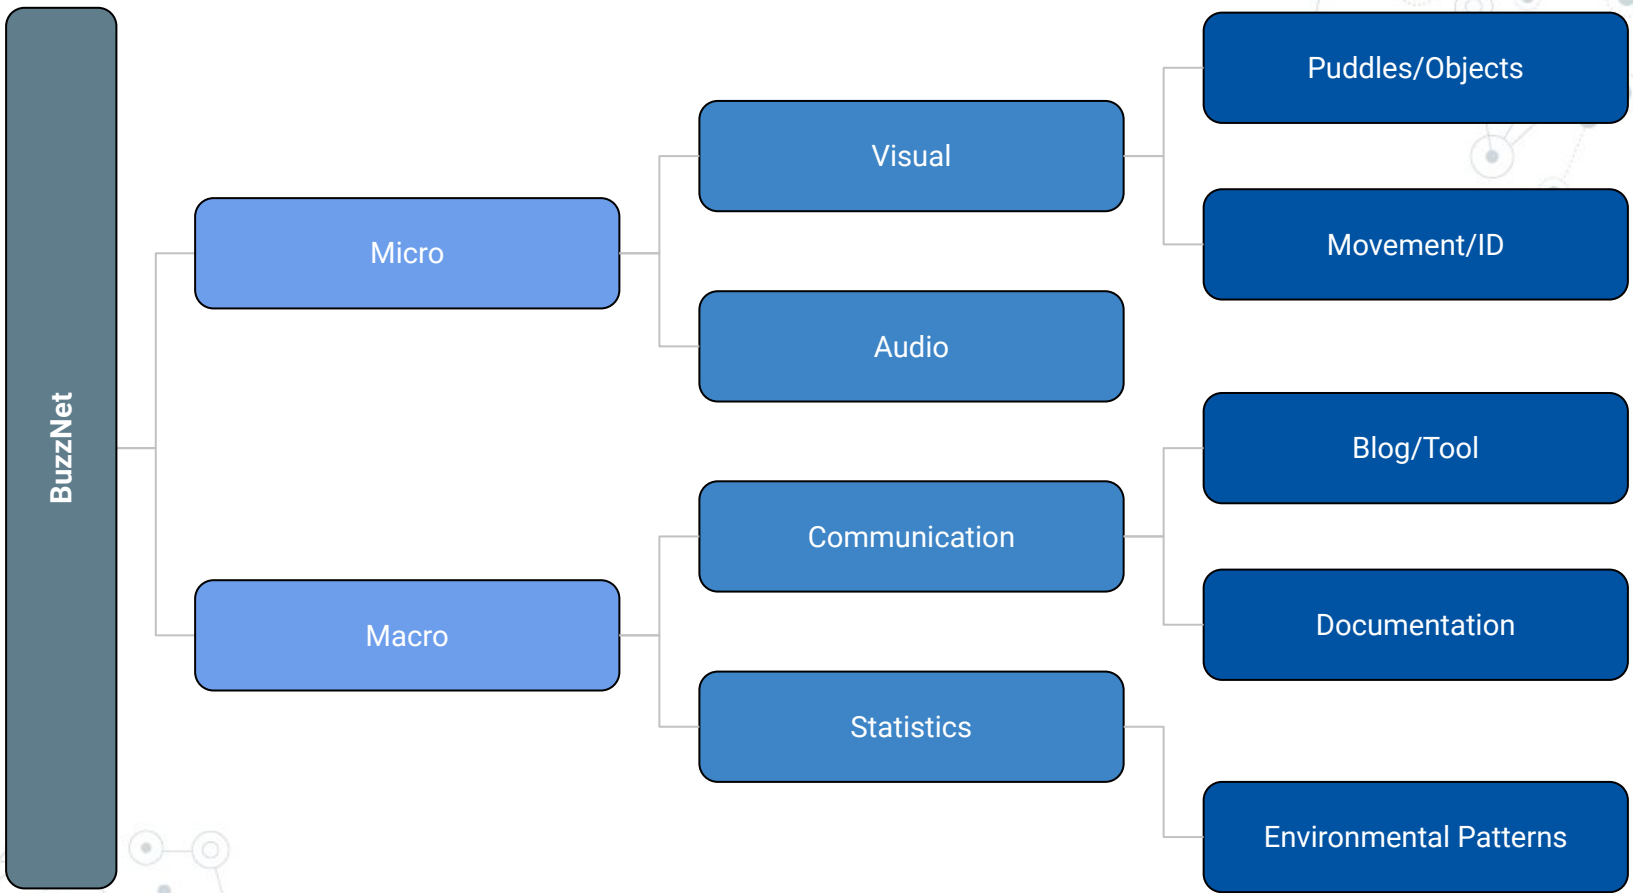 BuzzNet
Micro
Visual
Puddles/Objects
Movement/ID
Audio
Macro
Communication
Blog/Tool
Documentation
Statistics
Environmental Patterns